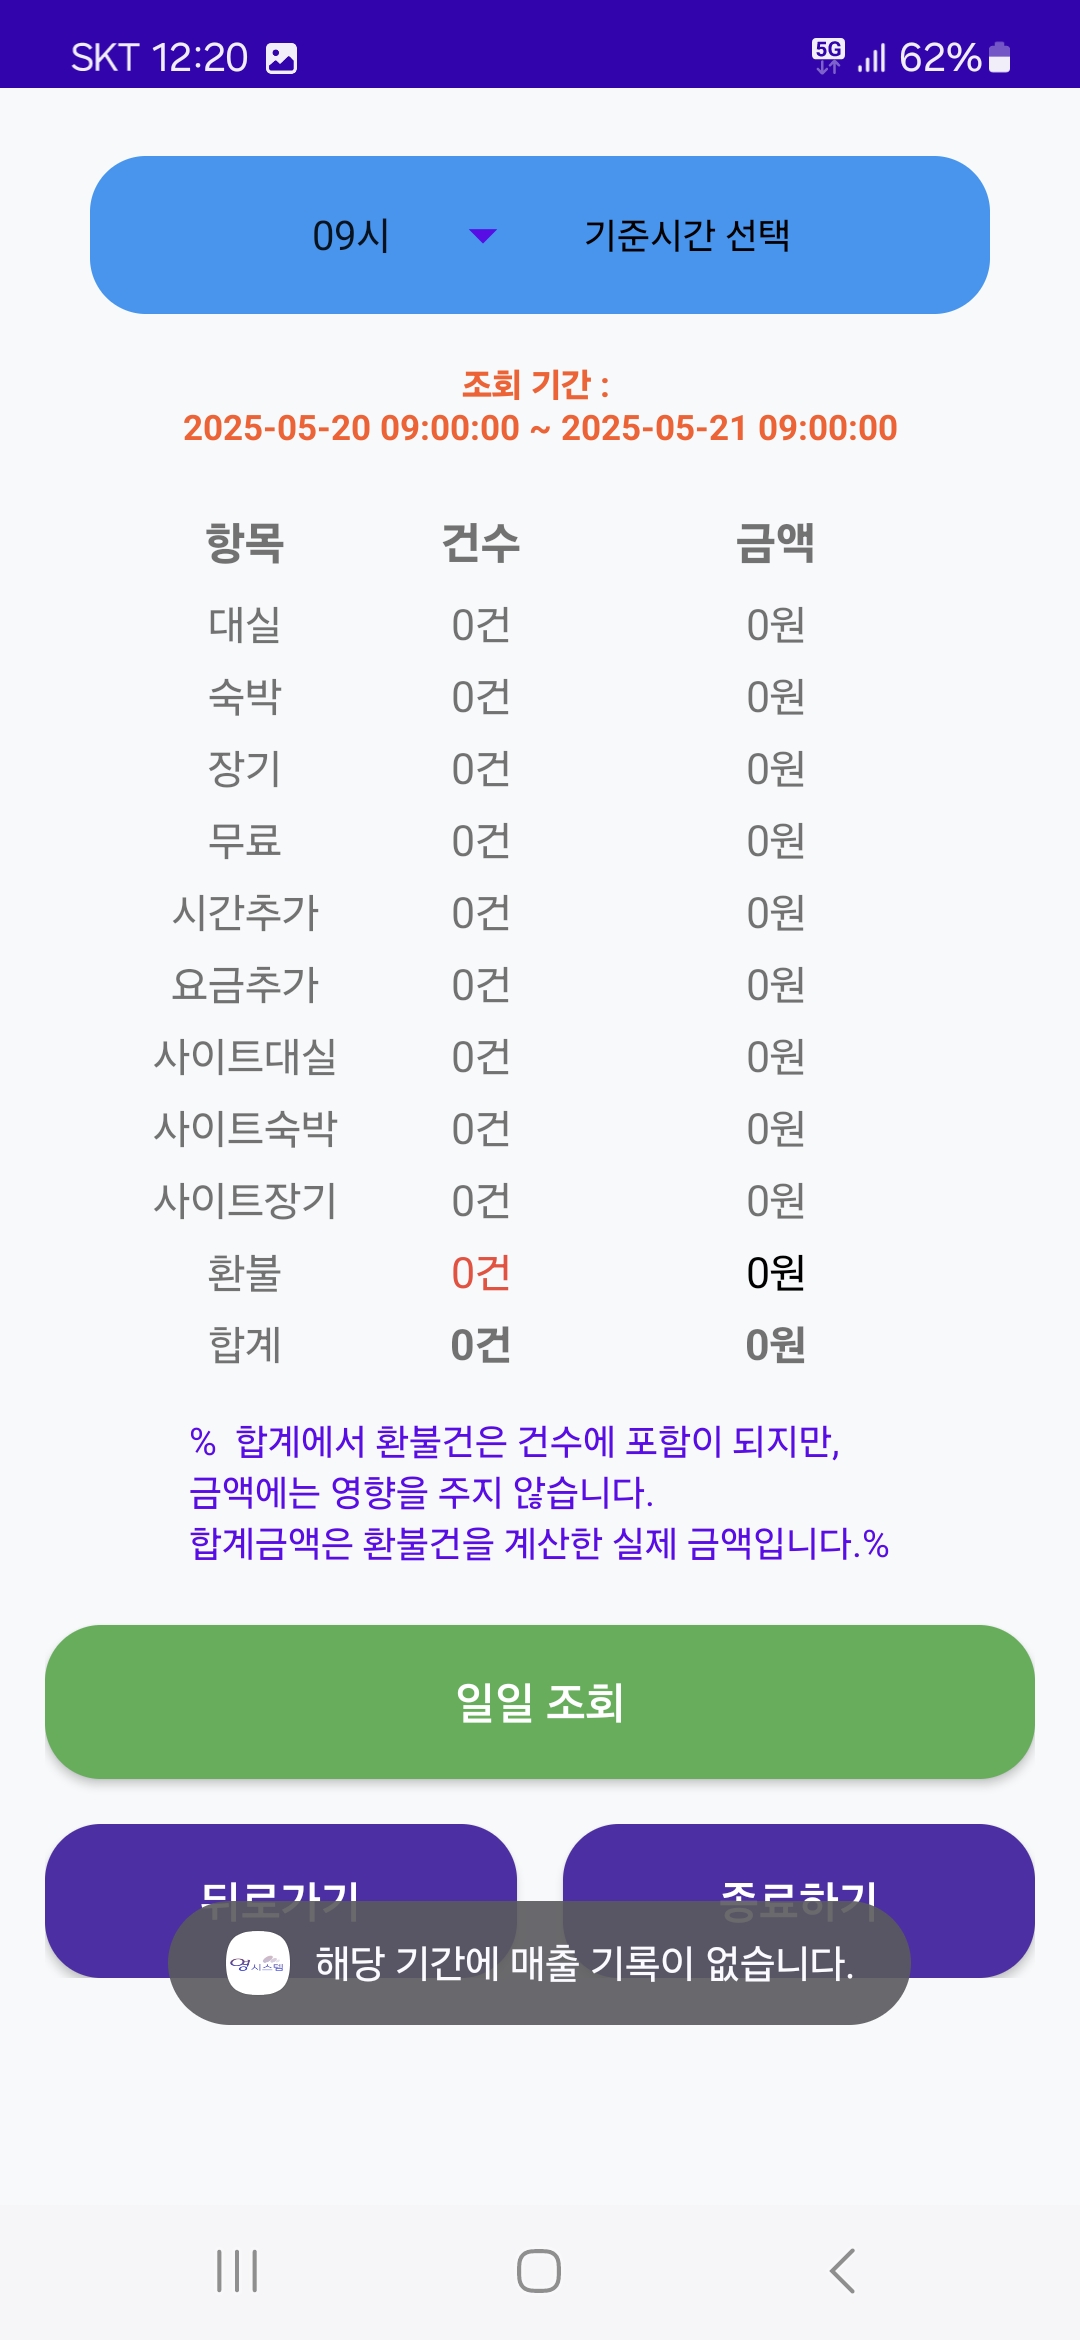 SKT 12:20 5G 62%
09시 기준시간 선택
조회 기간 :
2025-05-20 09:00:00 ~ 2025-05-21 09:00:00
항목 건수 금액
대실 0건 0원
숙박 0건 0원
장기 0건 0원
무료 0건 0원
시간추가 0건 0원
요금추가 0건 0원
사이트대실 0건 0원
사이트숙박 0건 0원
사이트장기 0건 0원
환불 0건 0원
합계 0건 0원
% 합계에서 환불건은 건수에 포함이 되지만,
금액에는 영향을 주지 않습니다.
합계금액은 환불건을 계산한 실제 금액입니다.%
일일 조회
뒤로가기 종료하기
영시스템 해당 기간에 매출 기록이 없습니다.